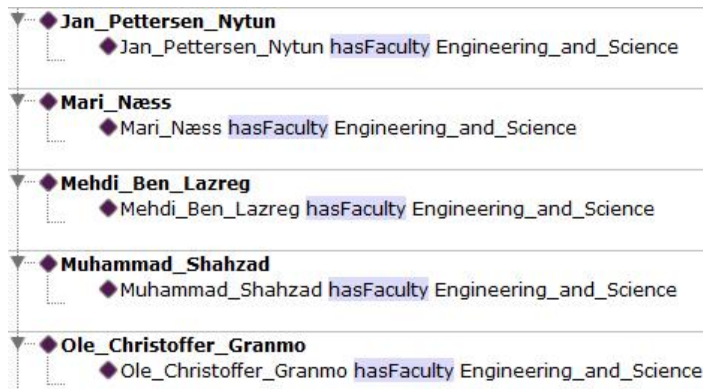 Jan_Pettersen_Nytun
Jan_Pettersen_Nytun hasFaculty Engineering_and_Science
Mari_Næss
Mari_Næss hasFaculty Engineering_and_Science
Mehdi_Ben_Lazreg
Mehdi_Ben_Lazreg hasFaculty Engineering_and_Science
Muhammad_Shahzad
Muhammad_Shahzad hasFaculty Engineering_and_Science
Ole_Christoffer_Granmo
Ole_Christoffer_Granmo hasFaculty Engineering_and_Science